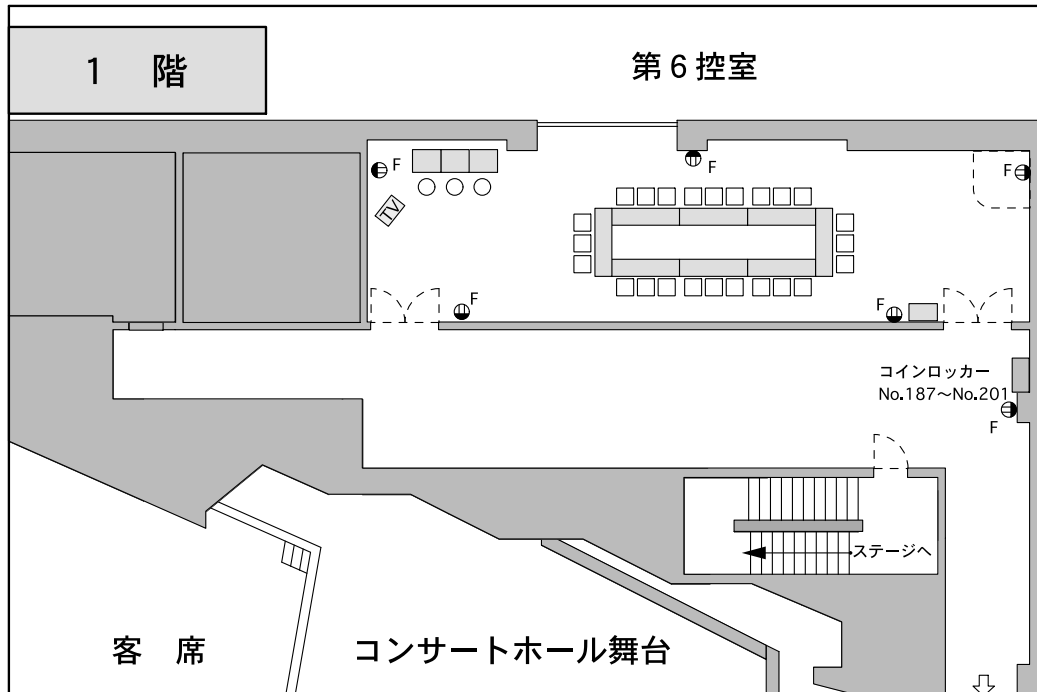 1 階
第6控室
F
F
F
TV
F
F
コインロッカー
No.187〜No.201
F
ステージへ
客 席
コンサートホール舞台